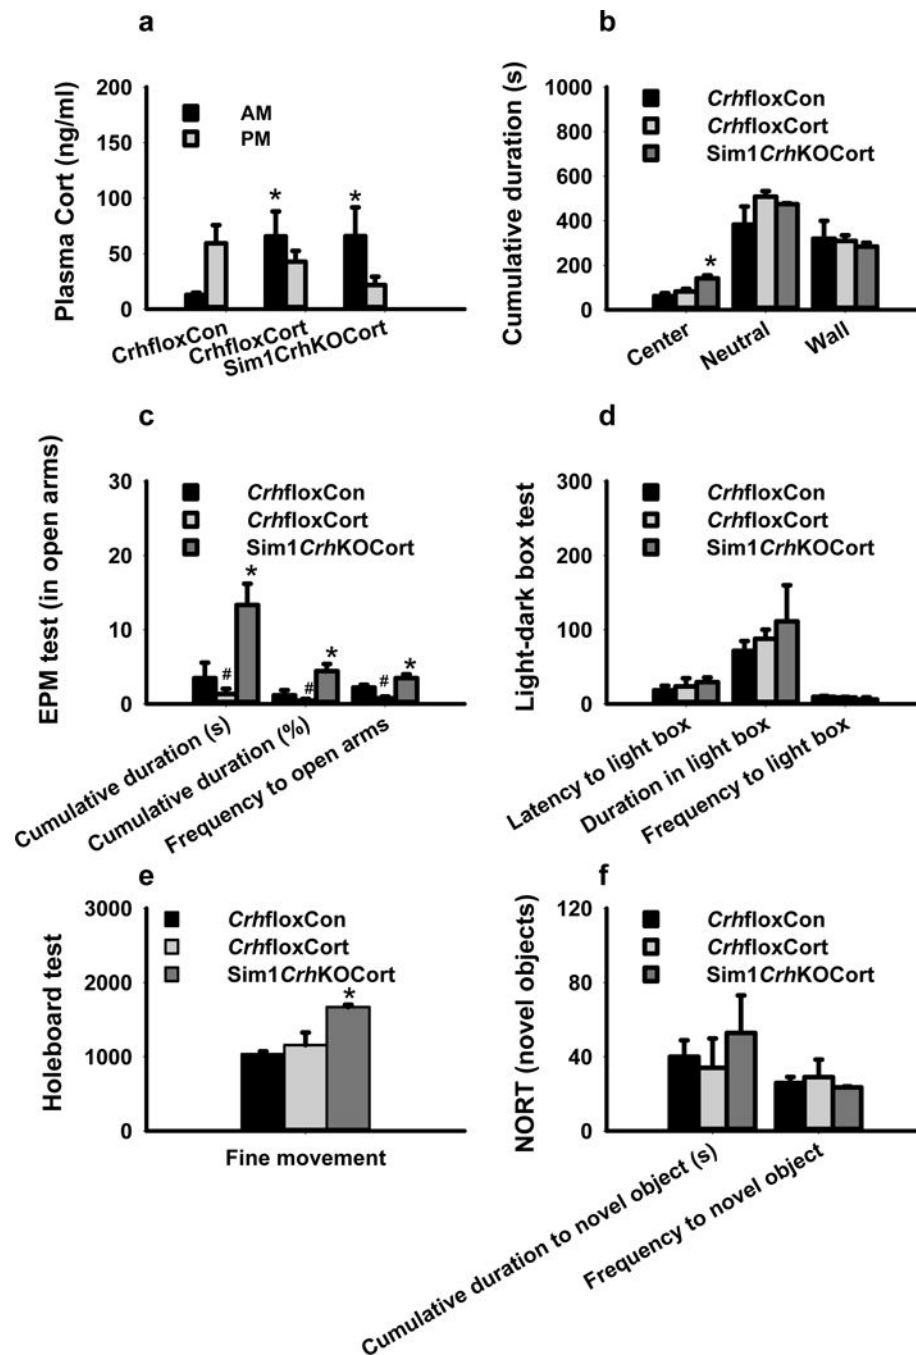 a
Plasma Cort (ng/ml)
200
150
100
50
0
AM
PM
*
*
CrhfloxCon
CrhfloxCort
Sim1CrhKOCort
b
Cumulative duration (s)
1000
800
600
400
200
0
CrhfloxCon
CrhfloxCort
Sim1CrhKOCort
*
Center
Neutral
Wall
c
EPM test (in open arms)
30
20
10
0
CrhfloxCon
CrhfloxCort
Sim1CrhKOCort
#
*
#
*
#
*
Cumulative duration (s)
Cumulative duration (%)
Frequency to open arms
d
Light-dark box test
300
200
100
0
CrhfloxCon
CrhfloxCort
Sim1CrhKOCort
Latency to light box
Duration in light box
Frequency to light box
e
Holeboard test
3000
2000
1000
0
CrhfloxCon
CrhfloxCort
Sim1CrhKOCort
*
Fine movement
f
NORT (novel objects)
120
80
40
0
CrhfloxCon
CrhfloxCort
Sim1CrhKOCort
Cumulative duration to novel object (s)
Frequency to novel object